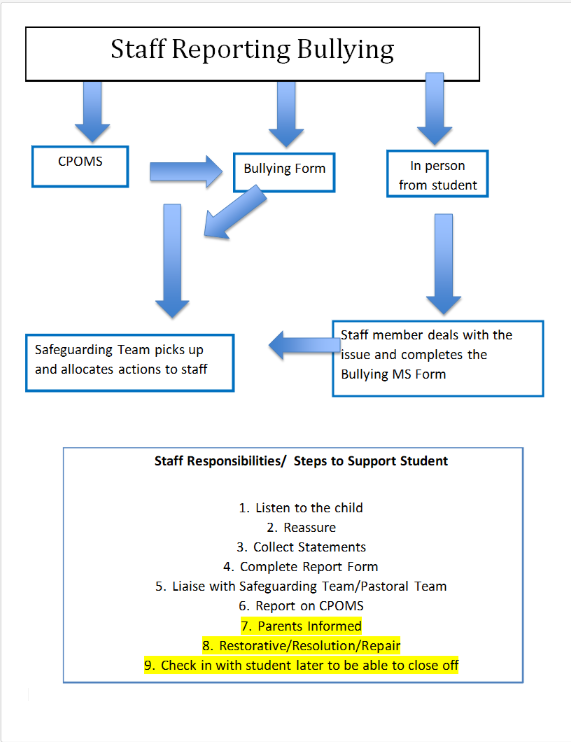 Staff Reporting Bullying
CPOMS
Bullying Form
In person
from student
Safeguarding Team picks up
and allocates actions to staff
Staff member deals with the
issue and completes the
Bullying MS Form
Staff Responsibilities/ Steps to Support Student
1. Listen to the child
2. Reassure
3. Collect Statements
4. Complete Report Form
5. Liaise with Safeguarding Team/Pastoral Team
6. Report on CPOMS
7. Parents Informed
8. Restorative/Resolution/Repair
9. Check in with student later to be able to close off